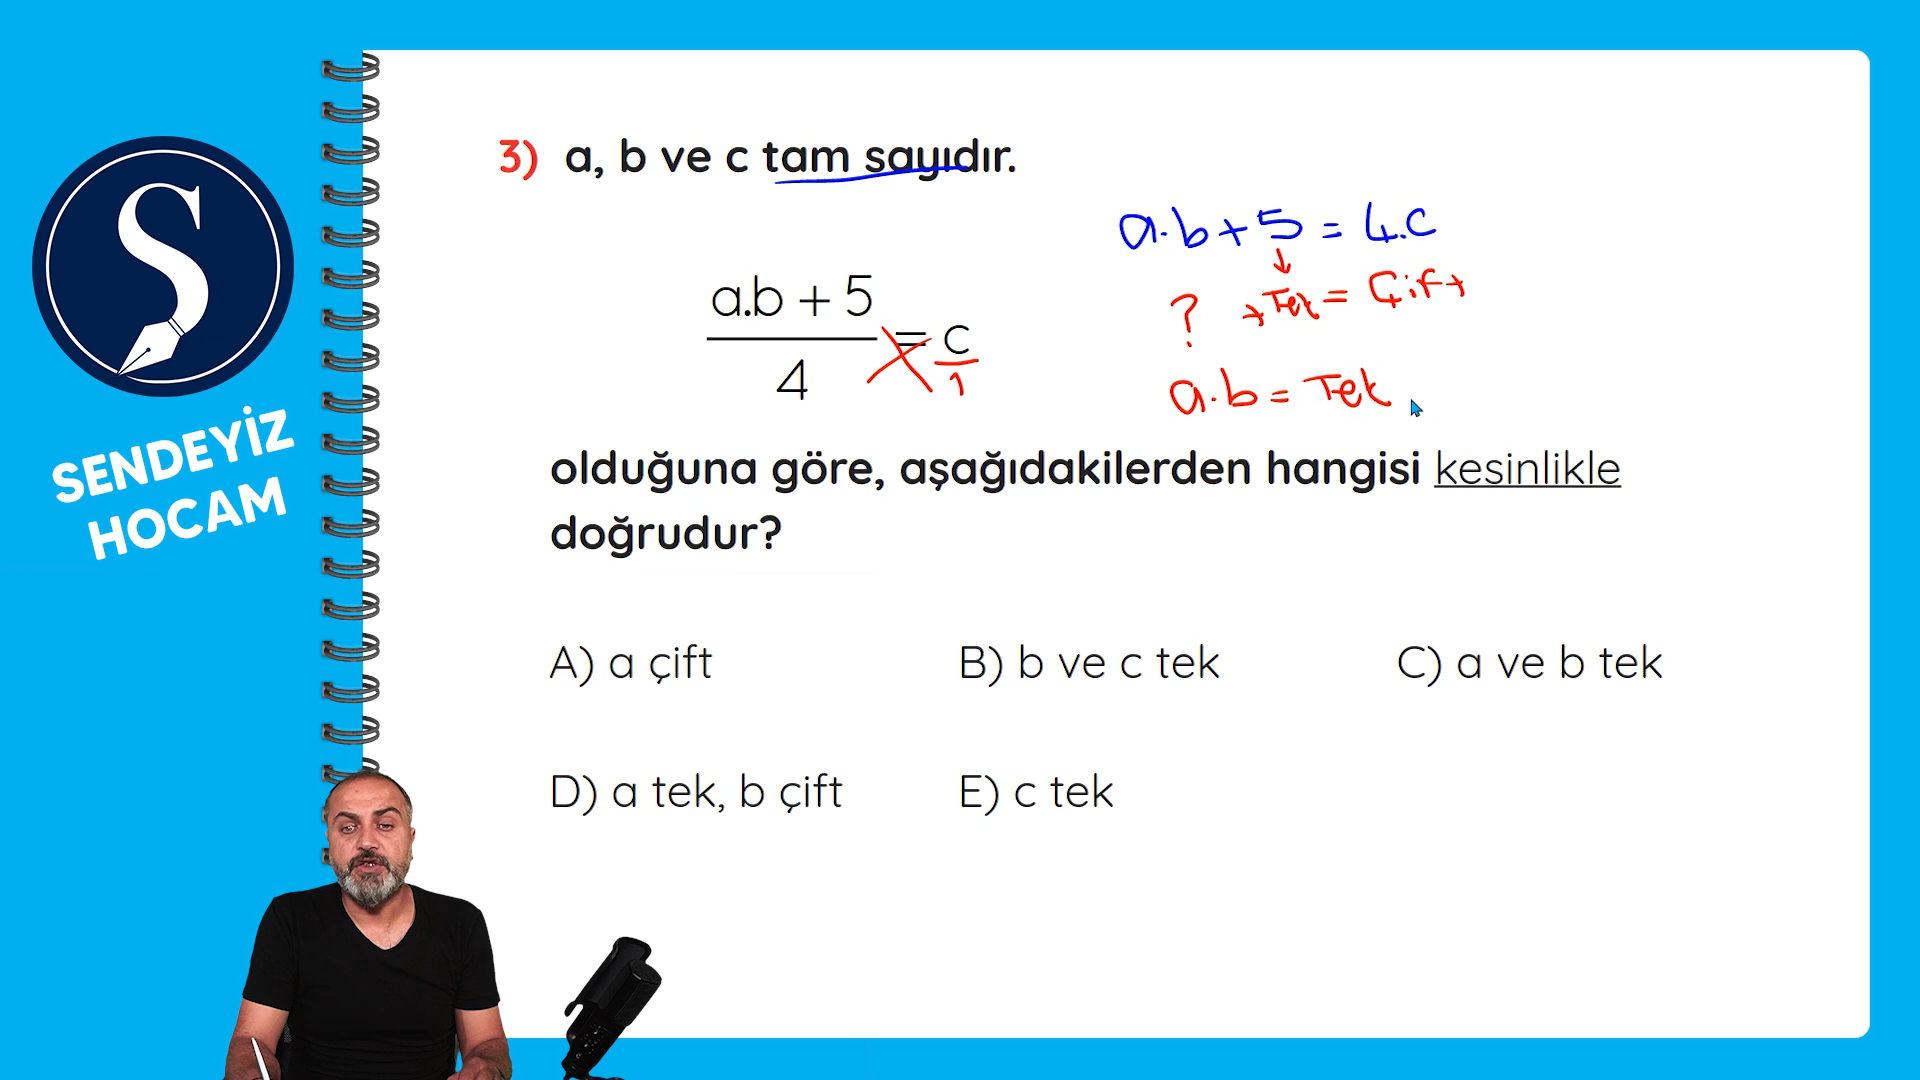 SENDEYİZ
HOCAM
3) a, b ve c tam sayıdır.
a.b + 5
4
= c
1
a.b + 5 = 4.c
↓
? + Tek = Çift
a.b = Tek
olduğuna göre, aşağıdakilerden hangisi kesinlikle
doğrudur?
A) a çift
B) b ve c tek
C) a ve b tek
D) a tek, b çift
E) c tek